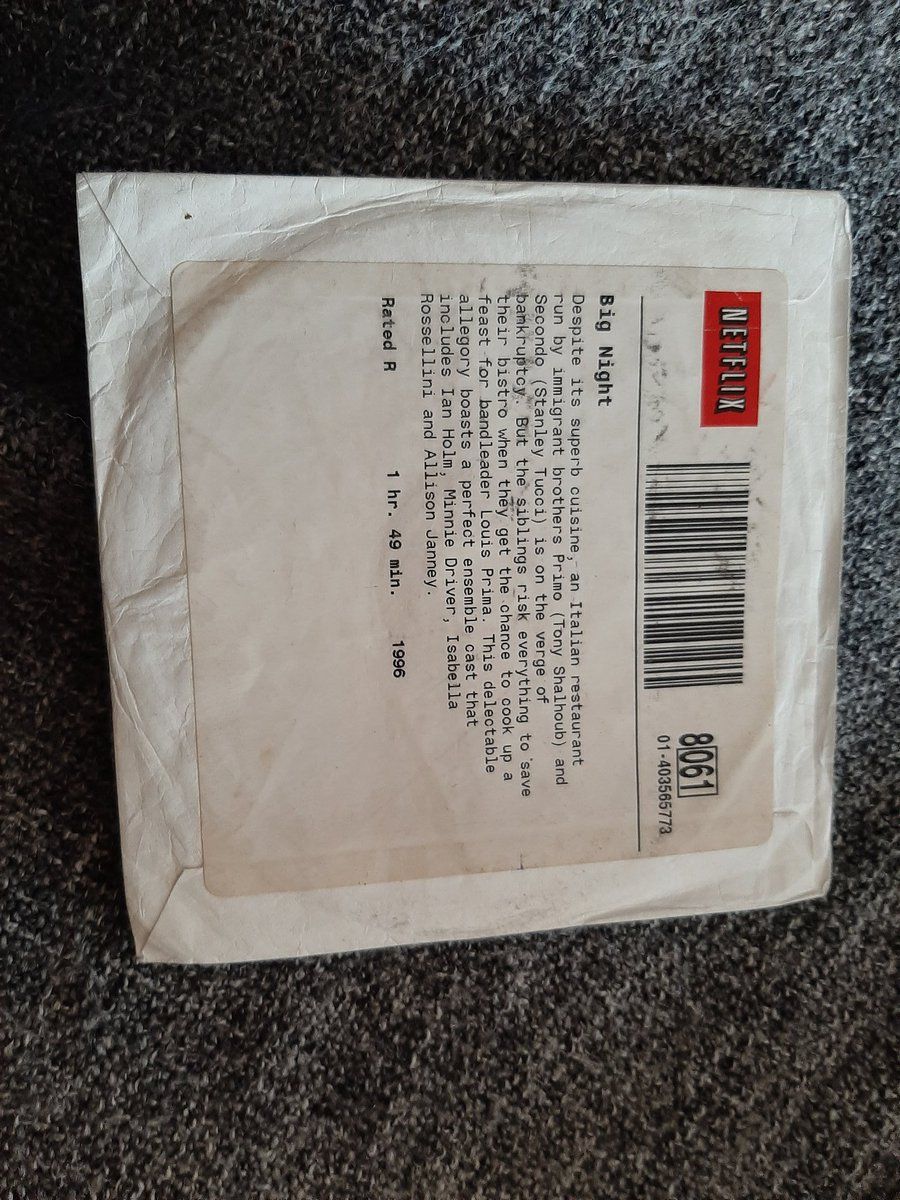 NETFLIX
8061
01-403565773
Big Night
Despite its superb cuisine, an Italian restaurant
run by immigrant brothers Primo (Tony Shalhoub) and
Secondo (Stanley Tucci) is on the verge of
bankruptcy. But the siblings risk everything to save
their bistro when they get the chance to cook up a
feast for bandleader Louis Prima. This delectable
allegory boasts a perfect ensemble cast that
includes Ian Holm, Minnie Driver, Isabella
Rossellini and Allison Janney.
Rated R 1 hr. 49 min. 1996